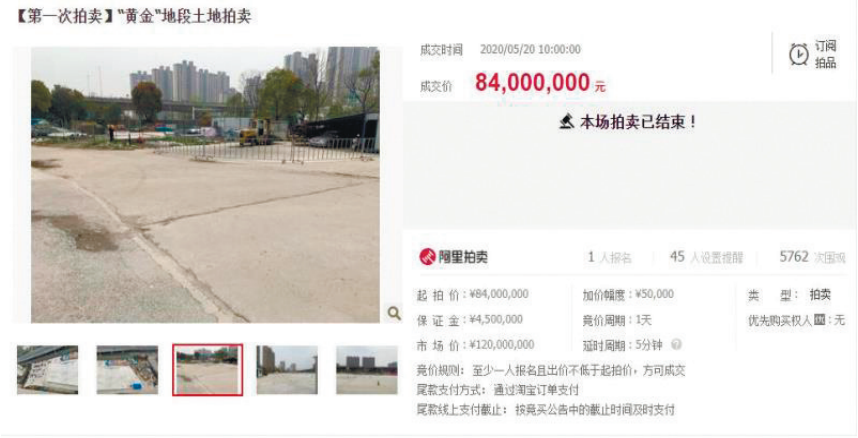 【第一次拍卖】"黄金"地段土地拍卖
成交时间 2020/05/20 10:00:00
订阅拍品
成交价 84,000,000 元
本场拍卖已结束！
阿里拍卖 1 人报名 45 人设置提醒 5762 次围观
起拍价：¥84,000,000 加价幅度：¥50,000 类型：拍卖
保证金：¥4,500,000 竞价周期：1天 优先购买权人：无
市场价：¥120,000,000 延时周期：5分钟
竞价规则：至少一人报名且出价不低于起拍价，方可成交
尾款支付方式：通过淘宝订单支付
尾款线上支付截止：按竞买公告中的截止时间及时支付